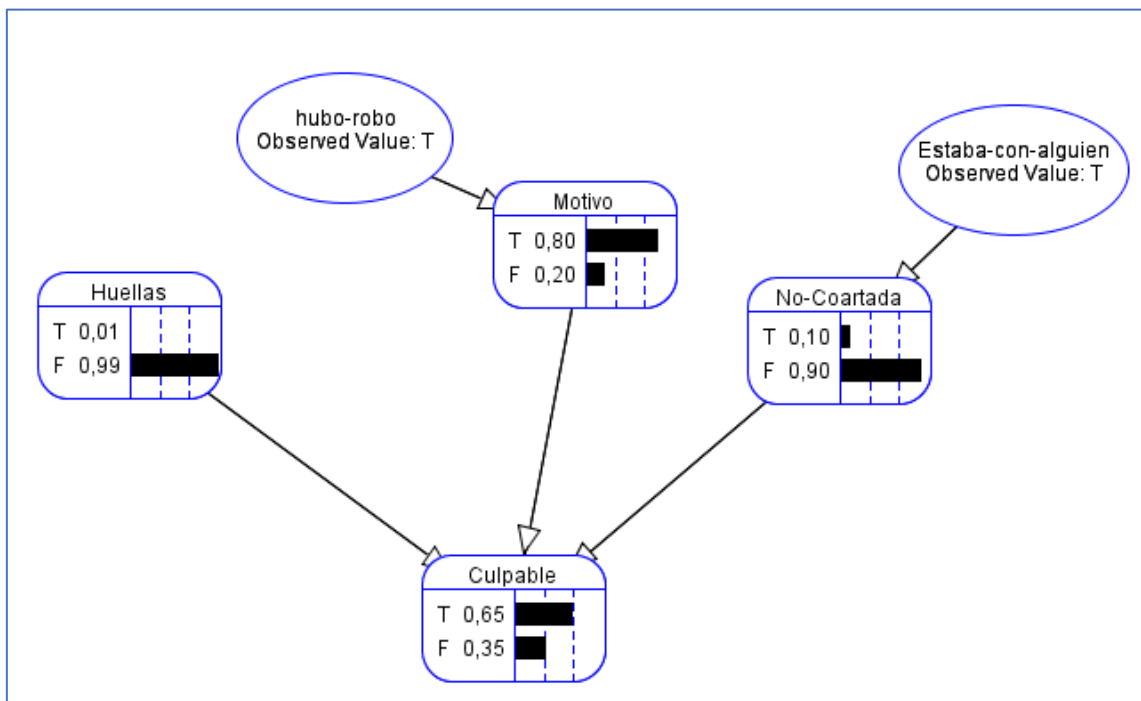 hubo-robo
Observed Value: T
Estaba-con-alguien
Observed Value: T
Motivo
T 0,80
F 0,20
Huellas
T 0,01
F 0,99
No-Coartada
T 0,10
F 0,90
Culpable
T 0,65
F 0,35